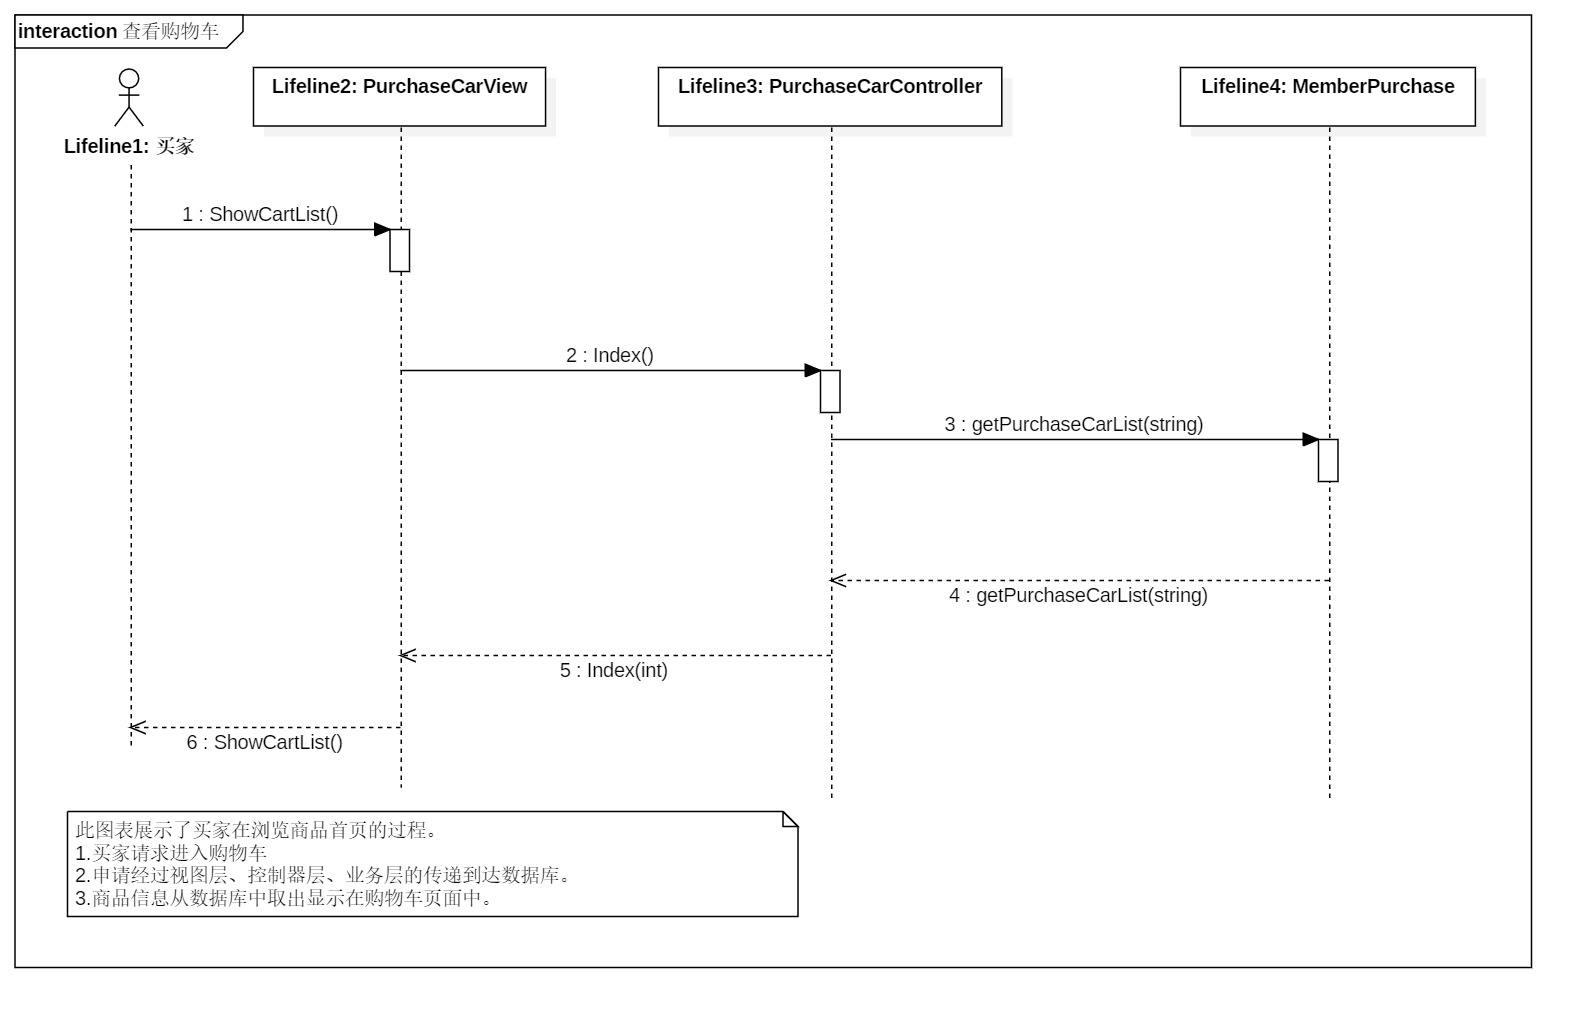 interaction 查看购物车
Lifeline2: PurchaseCarView
Lifeline3: PurchaseCarController
Lifeline4: MemberPurchase
Lifeline1: 买家
1 : ShowCartList()
2 : Index()
3 : getPurchaseCarList(string)
4 : getPurchaseCarList(string)
5 : Index(int)
6 : ShowCartList()
此图表展示了买家在浏览商品首页的过程。
1.买家请求进入购物车
2.申请经过视图层、控制器层、业务层的传递到达数据库。
3.商品信息从数据库中取出显示在购物车页面中。